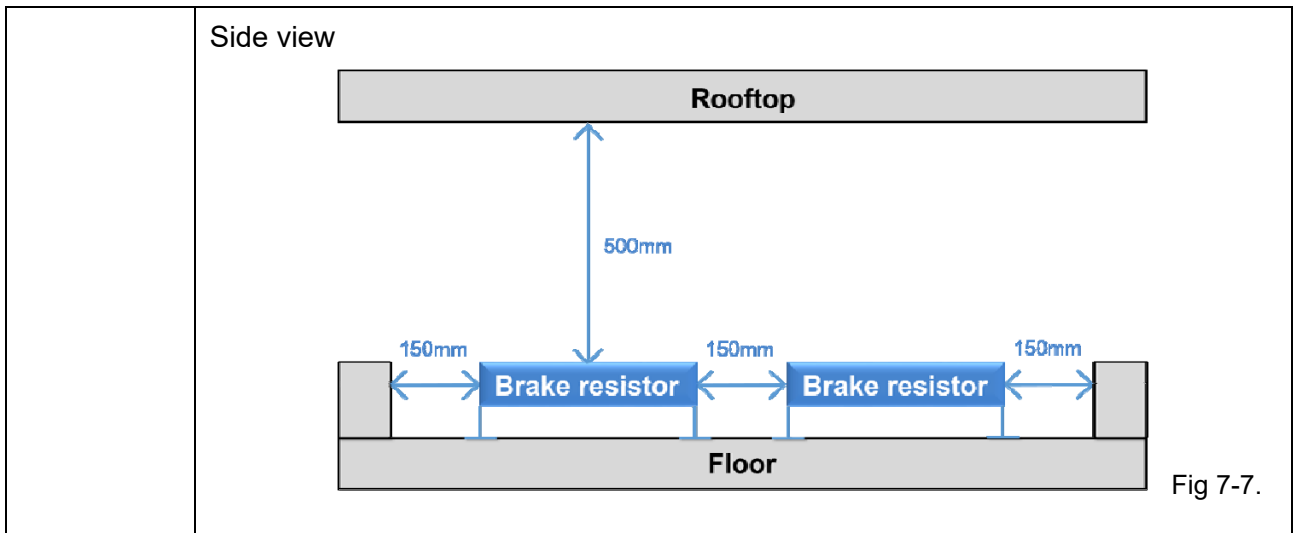 Side view
Rooftop
500mm
150mm
150mm
150mm
Brake resistor
Brake resistor
Floor
Fig 7-7.